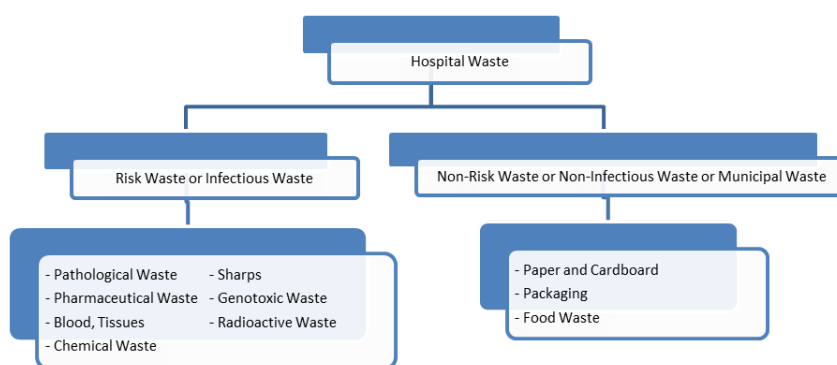 Hospital Waste
Risk Waste or Infectious Waste
Non-Risk Waste or Non-Infectious Waste or Municipal Waste
- Pathological Waste - Sharps
- Pharmaceutical Waste - Genotoxic Waste
- Blood, Tissues - Radioactive Waste
- Chemical Waste
- Paper and Cardboard
- Packaging
- Food Waste